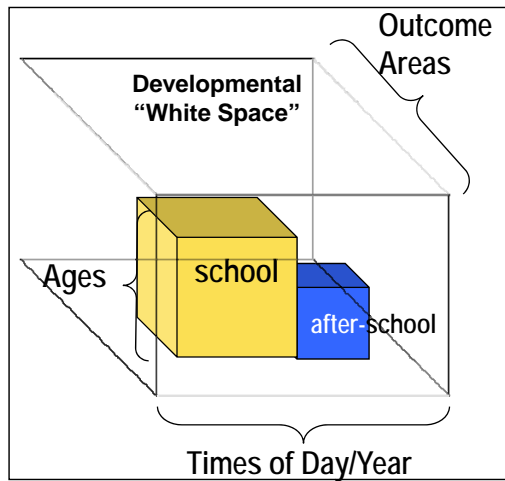 Outcome
Areas
Developmental
“White Space”
Ages
school
after-school
Times of Day/Year